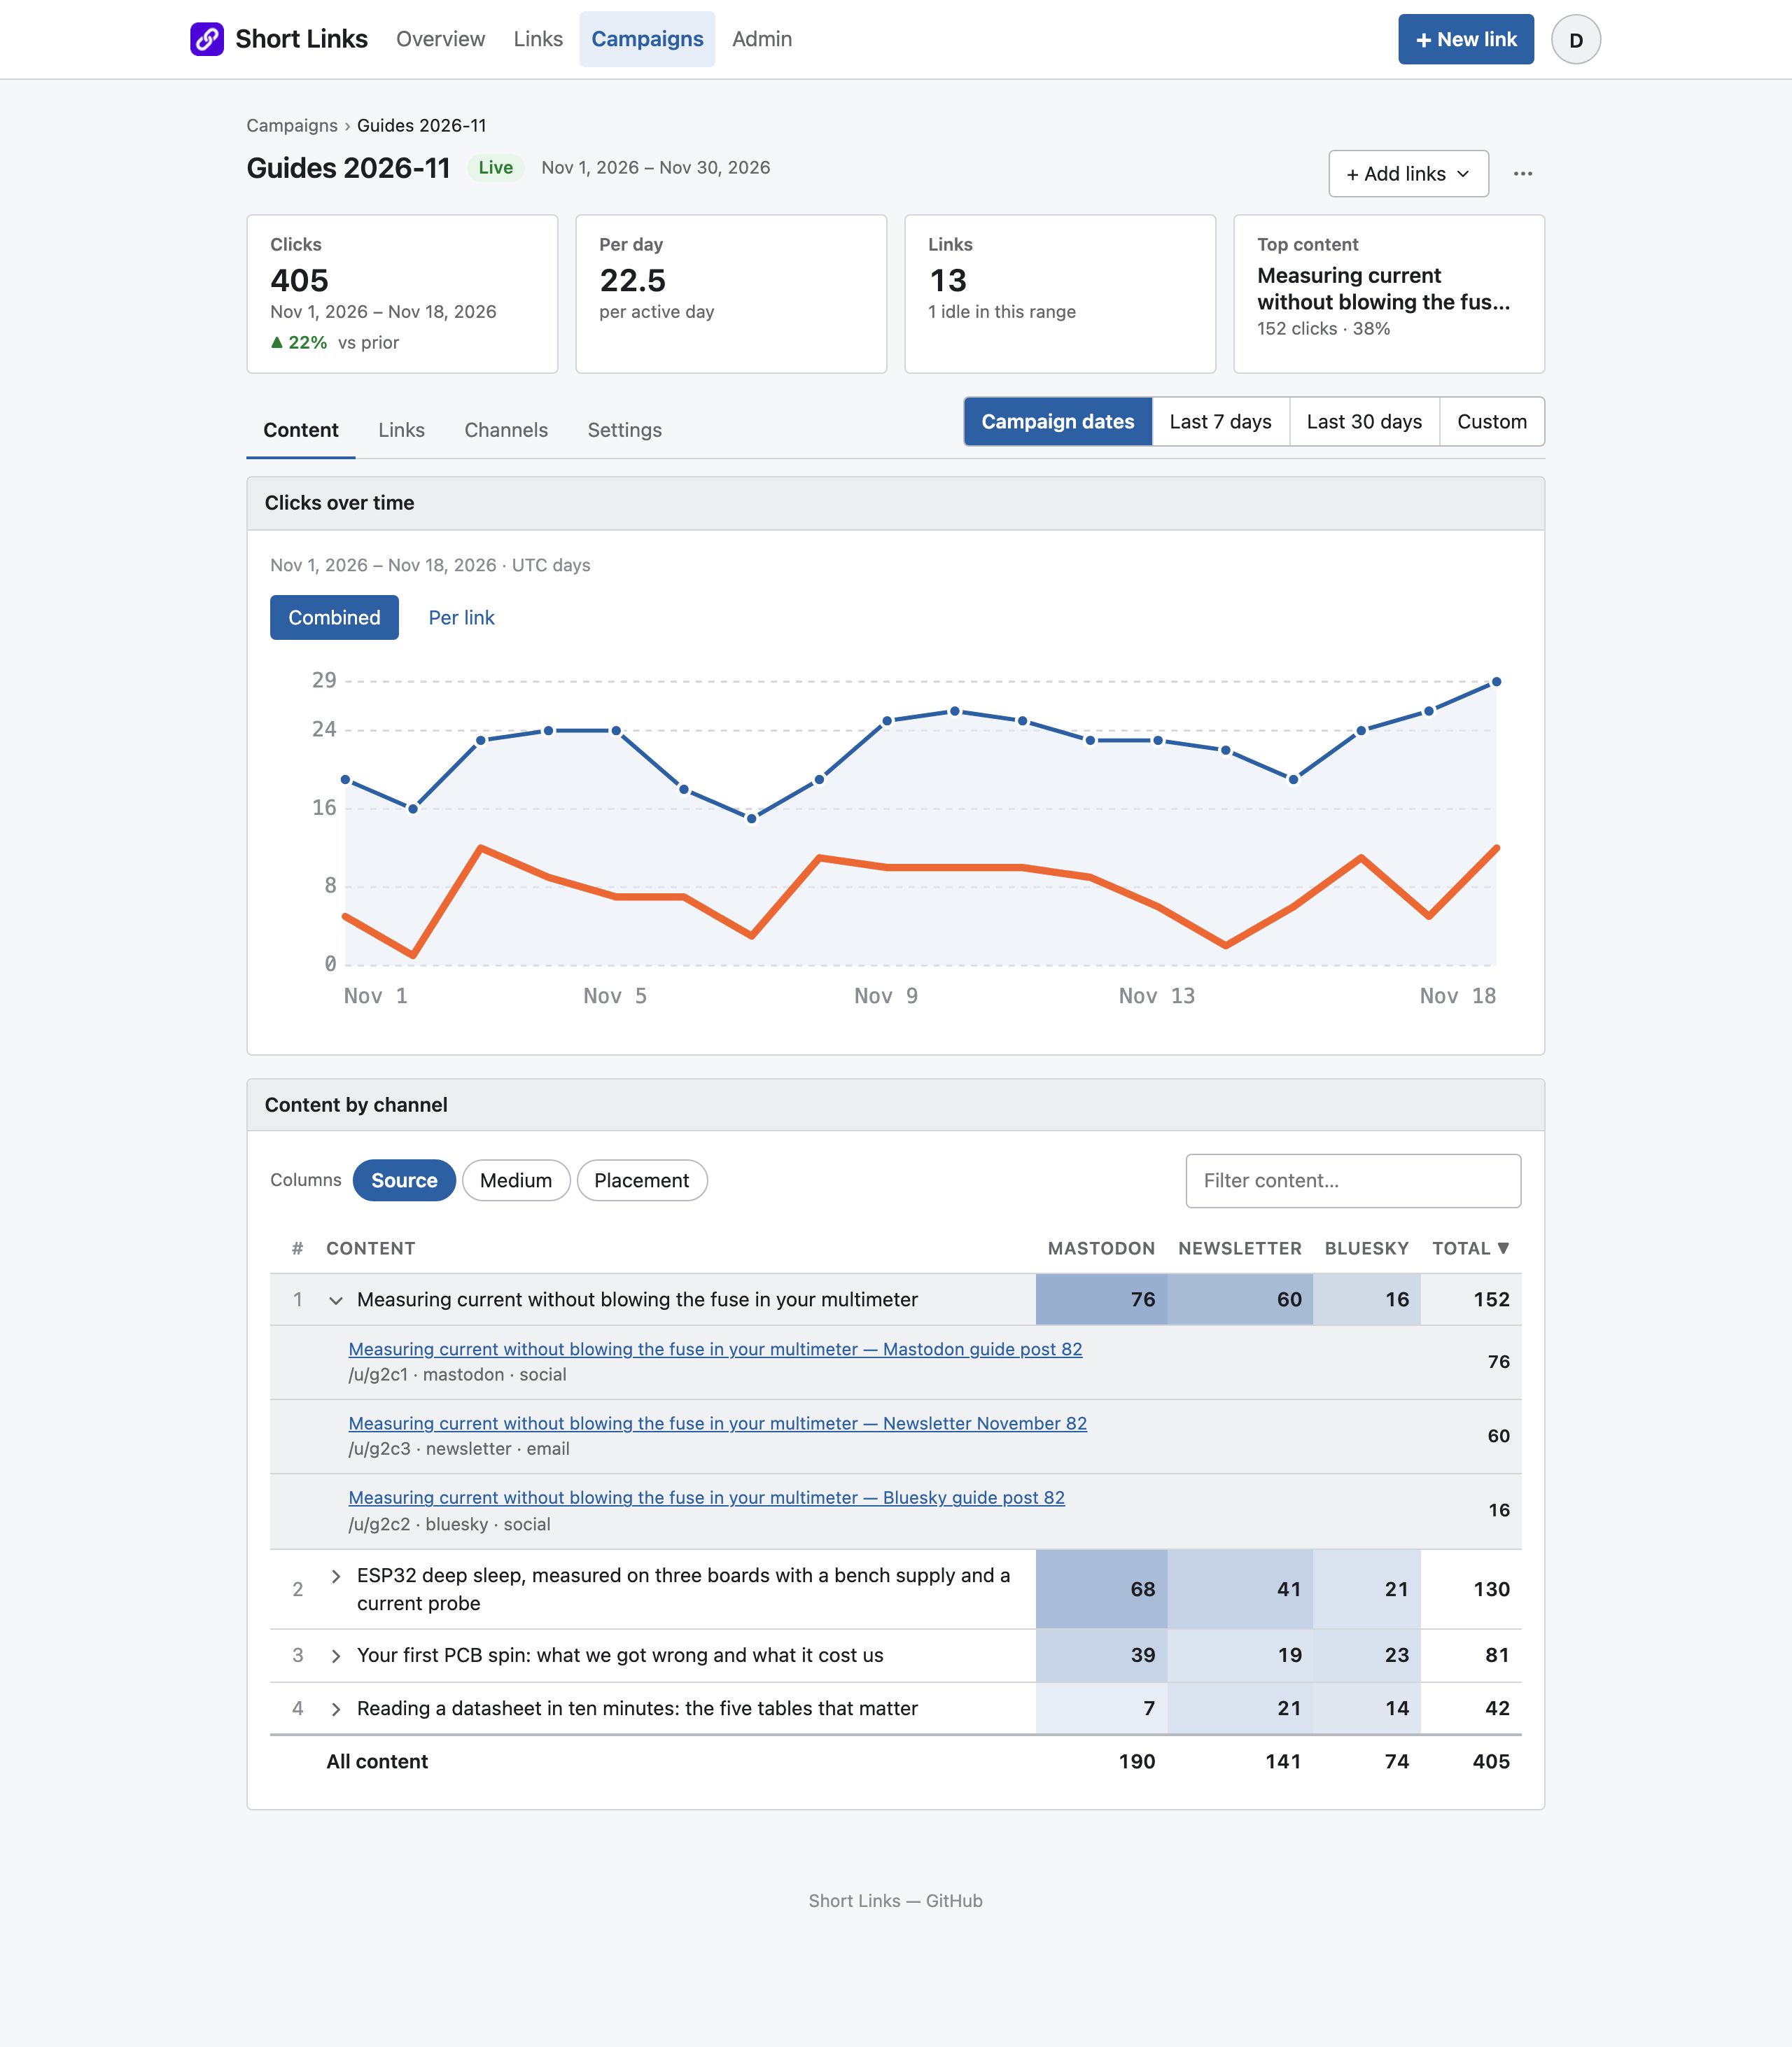 Short Links Overview Links Campaigns Admin + New link D
Campaigns › Guides 2026-11
Guides 2026-11 Live Nov 1, 2026 – Nov 30, 2026 + Add links ···
Clicks
405
Nov 1, 2026 – Nov 18, 2026
▲ 22% vs prior
Per day
22.5
per active day
Links
13
1 idle in this range
Top content
Measuring current
without blowing the fus...
152 clicks · 38%
Content Links Channels Settings
Campaign dates Last 7 days Last 30 days Custom
Clicks over time
Nov 1, 2026 – Nov 18, 2026 · UTC days
Combined Per link
29
24
16
8
0
Nov 1 Nov 5 Nov 9 Nov 13 Nov 18
Content by channel
Columns Source Medium Placement Filter content...
# CONTENT MASTODON NEWSLETTER BLUESKY TOTAL ▼
1 Measuring current without blowing the fuse in your multimeter 76 60 16 152
Measuring current without blowing the fuse in your multimeter — Mastodon guide post 82
/u/g2c1 · mastodon · social 76
Measuring current without blowing the fuse in your multimeter — Newsletter November 82
/u/g2c3 · newsletter · email 60
Measuring current without blowing the fuse in your multimeter — Bluesky guide post 82
/u/g2c2 · bluesky · social 16
2 ESP32 deep sleep, measured on three boards with a bench supply and a
current probe 68 41 21 130
3 Your first PCB spin: what we got wrong and what it cost us 39 19 23 81
4 Reading a datasheet in ten minutes: the five tables that matter 7 21 14 42
All content 190 141 74 405
Short Links — GitHub